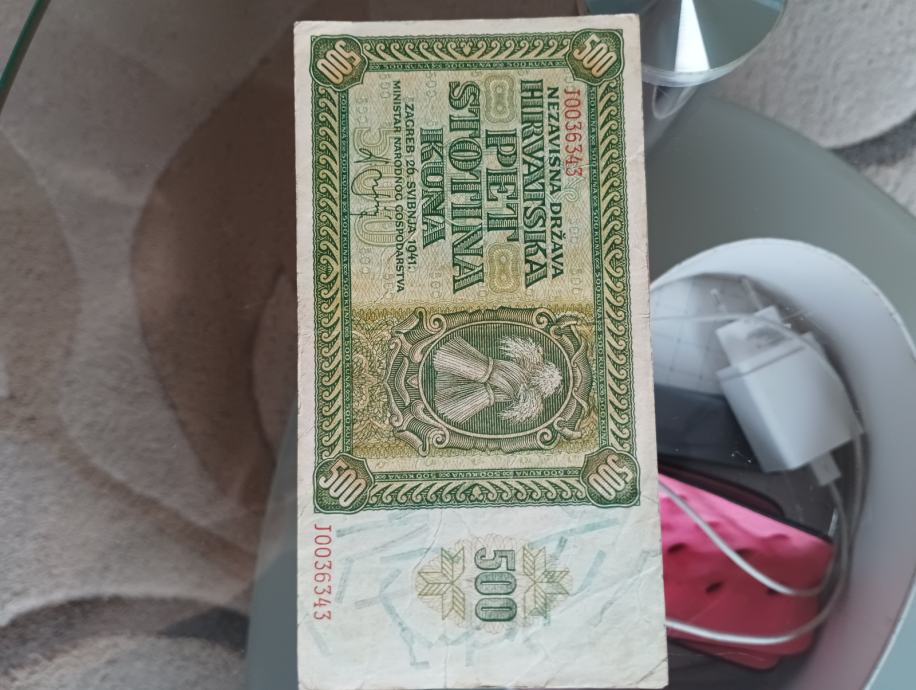 500
500
J0036343
NEZAVISNA DRŽAVA
HRVATSKA
PET
STOTINA
KUNA
ZAGREB, 26. SVIBNJA 1941.
MINISTAR NARODNOG GOSPODARSTVA
500
500
500
J0036343